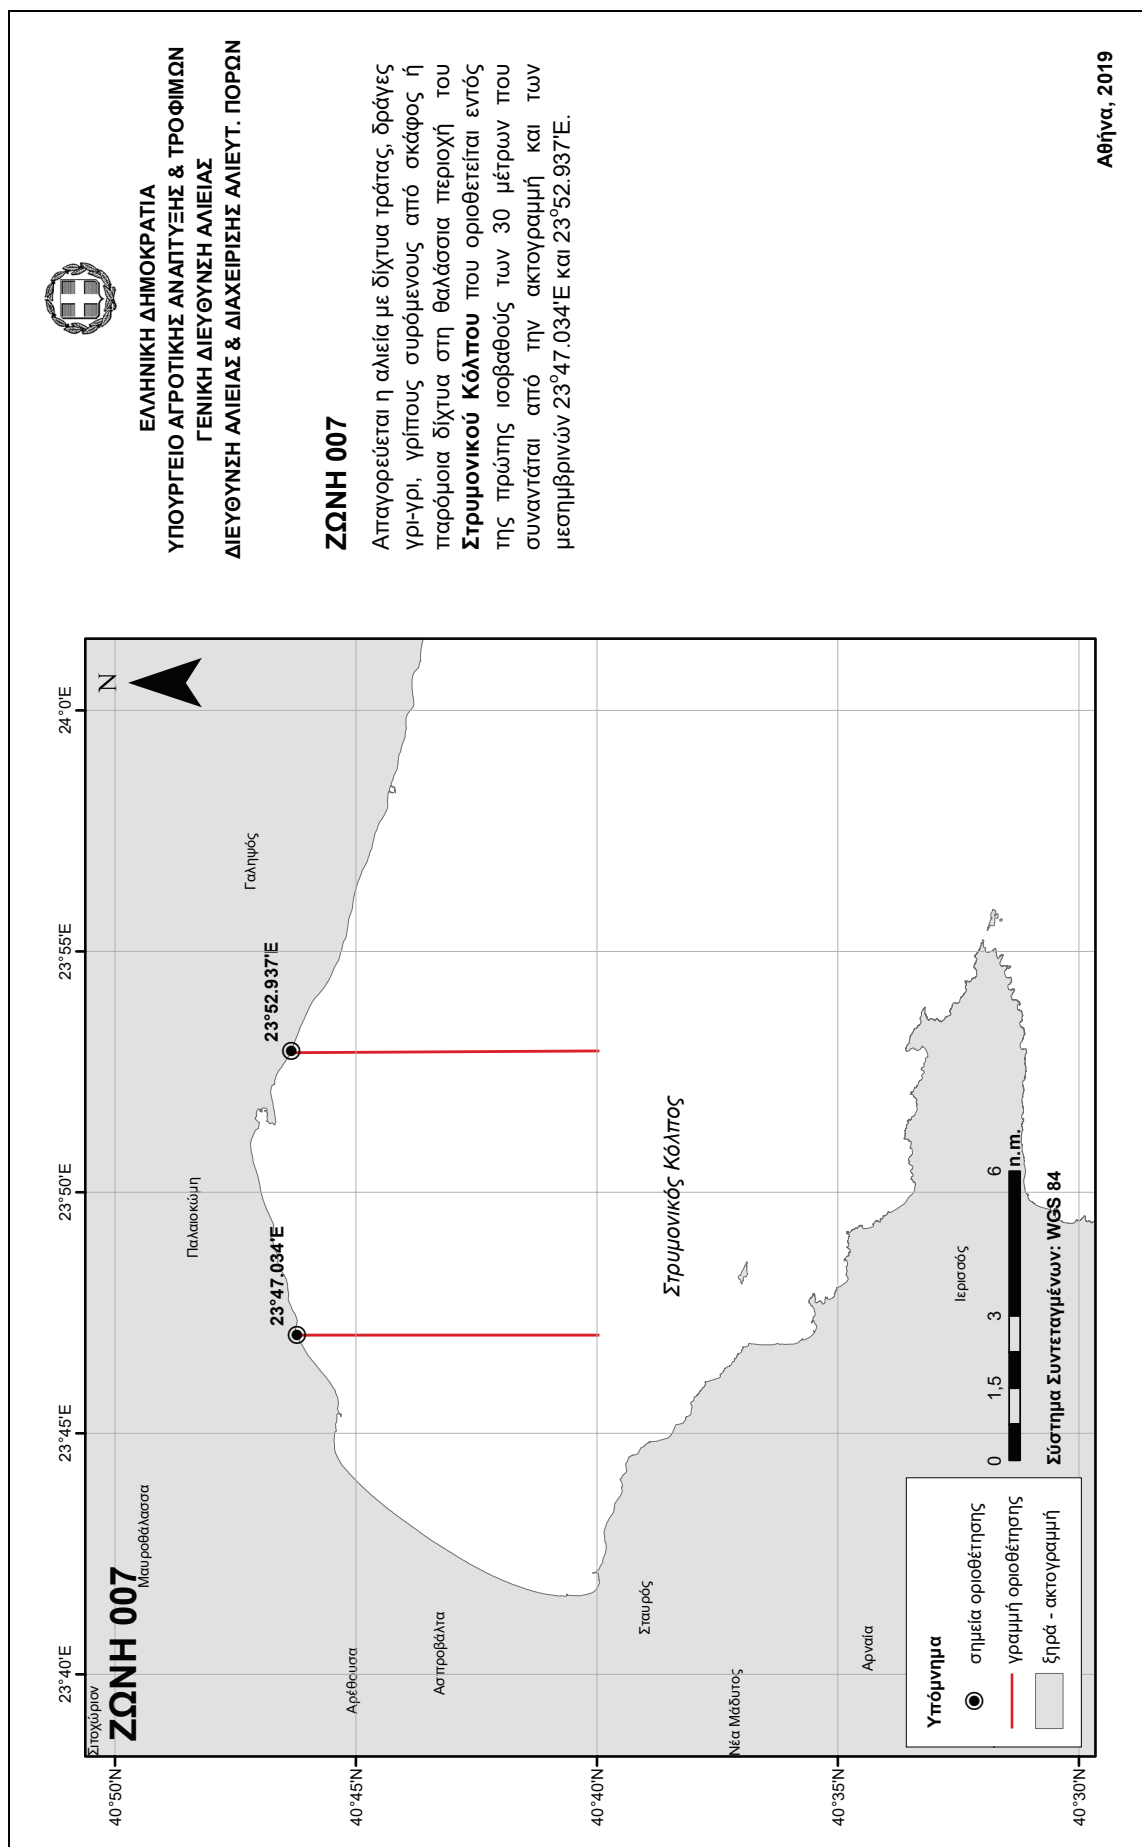 ΕΛΛΗΝΙΚΗ ΔΗΜΟΚΡΑΤΙΑ
ΥΠΟΥΡΓΕΙΟ ΑΓΡΟΤΙΚΗΣ ΑΝΑΠΤΥΞΗΣ & ΤΡΟΦΙΜΩΝ
ΓΕΝΙΚΗ ΔΙΕΥΘΥΝΣΗ ΑΛΙΕΙΑΣ
ΔΙΕΥΘΥΝΣΗ ΑΛΙΕΙΑΣ & ΔΙΑΧΕΙΡΙΣΗΣ ΑΛΙΕΥΤ. ΠΟΡΩΝ
ΖΩΝΗ 007
Απαγορεύεται η αλιεία με δίχτυα τράτας, δράγες
γρι-γρι, γρίπους συρόμενους από σκάφος ή
παρόμοια δίχτυα στη θαλάσσια περιοχή του
Στρυμονικού Κόλπου που οριοθετείται εντός
της πρώτης ισοβαθούς των 30 μέτρων που
συναντάται από την ακτογραμμή και των
μεσημβρινών 23°47.034'E και 23°52.937'E.
Αθήνα, 2019
23°40'E
23°45'E
23°50'E
23°55'E
24°0'E
40°50'N
40°45'N
40°40'N
40°35'N
40°30'N
N
Σιτοχώριον
ΖΩΝΗ 007
Μαυροθάλασσα
Παλαιοκώμη
Γαληψός
23°47.034'E
23°52.937'E
Αρέθουσα
Ασπροβάλτα
Σταυρός
Στρυμονικός Κόλπος
Νέα Μάδυτος
Αρναία
Ιερισσός
Υπόμνημα
σημεία οριοθέτησης
γραμμή οριοθέτησης
ξηρά - ακτογραμμή
0 1,5 3 6
n.m.
Σύστημα Συντεταγμένων: WGS 84